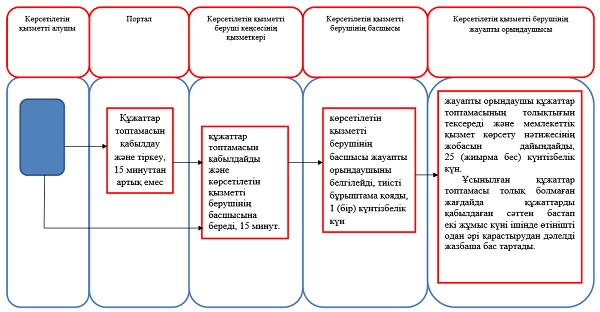 Көрсетілетін
қызметті алушы
Портал
Көрсетілетін қызметті
беруші кеңсесінің
қызметкері
Көрсетілетін қызметті
берушінің басшысы
Көрсетілетін қызметті берушінің
жауапты орындаушысы
Құжаттар
топтамасын
қабылдау
және тіркеу,
15 минуттан
артық емес
құжаттар
топтамасын
қабылдайды
және
көрсетілетін
қызметті
берушінің
басшысына
береді, 15 минут.
көрсетілетін
қызметті
берушінің
басшысы жауапты
орындаушыны
белгілейді, тиісті
бұрыштама қояды,
1 (бір) күнтізбелік
күн
жауапты орындаушы құжаттар
топтамасының толықтығын
тексереді және мемлекеттік
қызмет көрсету нәтижесінің
жобасын дайындайды,
25 (жиырма бес) күнтізбелік
күн.
Ұсынылған құжаттар
топтамасы толық болмаған
жағдайда құжаттарды
қабылдаған сәттен бастап
екі жұмыс күні ішінде өтінішті
одан әрі қарастырудан дәлелді
жазбаша бас тартады.